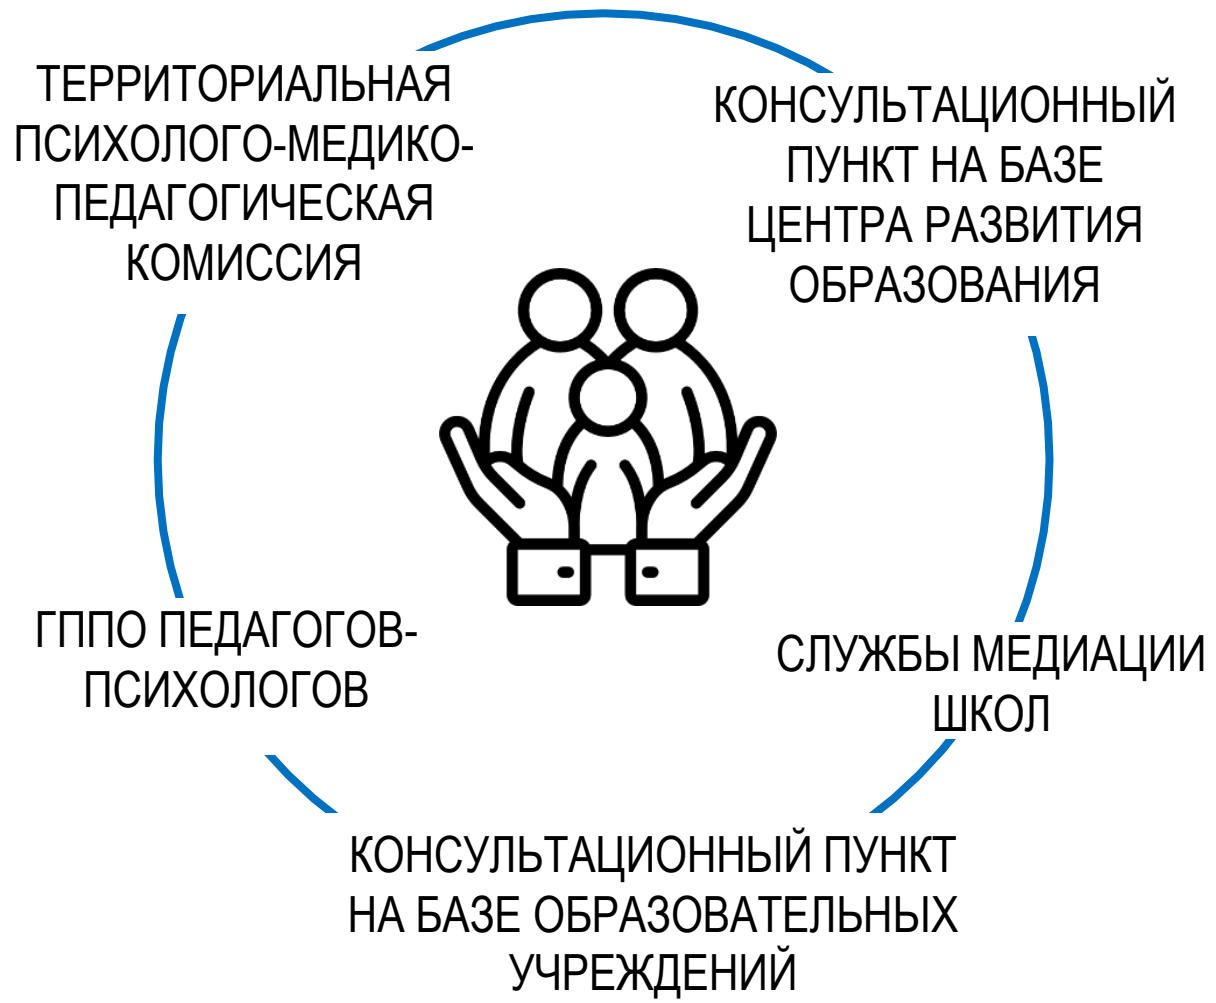 ТЕРРИТОРИАЛЬНАЯ
ПСИХОЛОГО-МЕДИКО-
ПЕДАГОГИЧЕСКАЯ
КОМИССИЯ
КОНСУЛЬТАЦИОННЫЙ
ПУНКТ НА БАЗЕ
ЦЕНТРА РАЗВИТИЯ
ОБРАЗОВАНИЯ
ГППО ПЕДАГОГОВ-
ПСИХОЛОГОВ
СЛУЖБЫ МЕДИАЦИИ
ШКОЛ
КОНСУЛЬТАЦИОННЫЙ ПУНКТ
НА БАЗЕ ОБРАЗОВАТЕЛЬНЫХ
УЧРЕЖДЕНИЙ